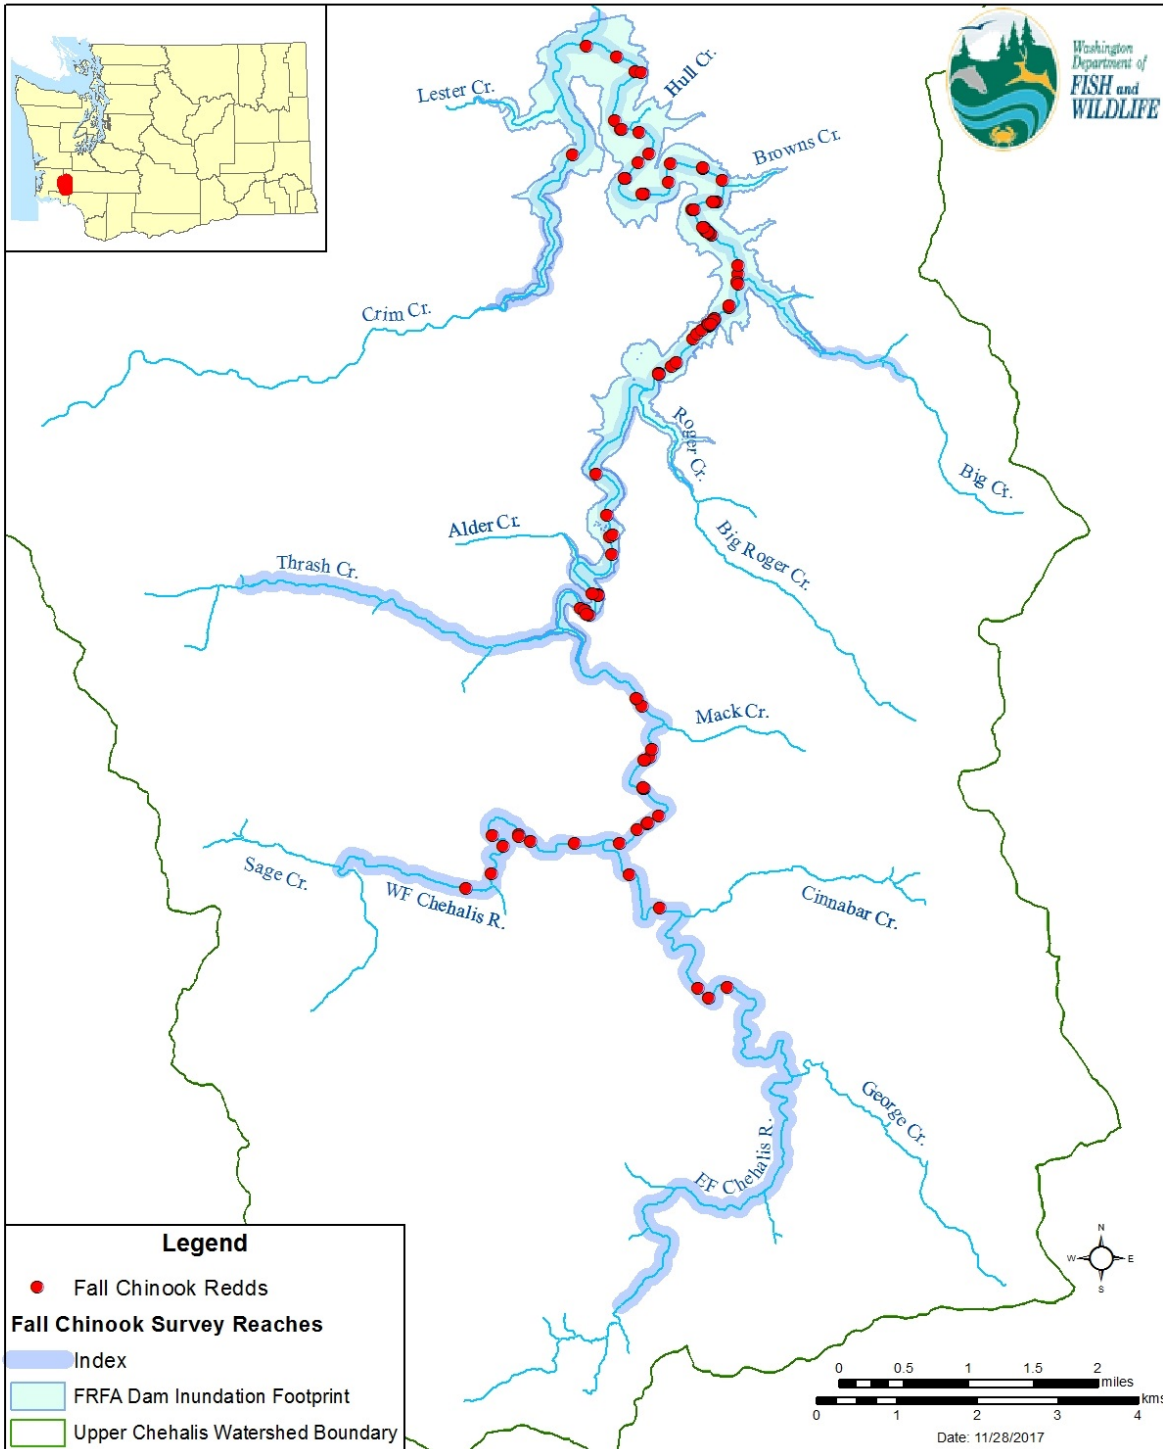 Washington
Department of
FISH and
WILDLIFE
Lester Cr.
Hull Cr.
Browns Cr.
Crim Cr.
Roger Cr.
Big Cr.
Alder Cr.
Big Roger Cr.
Thrash Cr.
Mack Cr.
Sage Cr.
WF Chehalis R.
Cinnabar Cr.
George Cr.
EF Chehalis R.
Legend
Fall Chinook Redds
Fall Chinook Survey Reaches
Index
FRFA Dam Inundation Footprint
Upper Chehalis Watershed Boundary
N
W E
S
0 0.5 1 1.5 2
miles
kms
0 1 2 3 4
Date: 11/28/2017